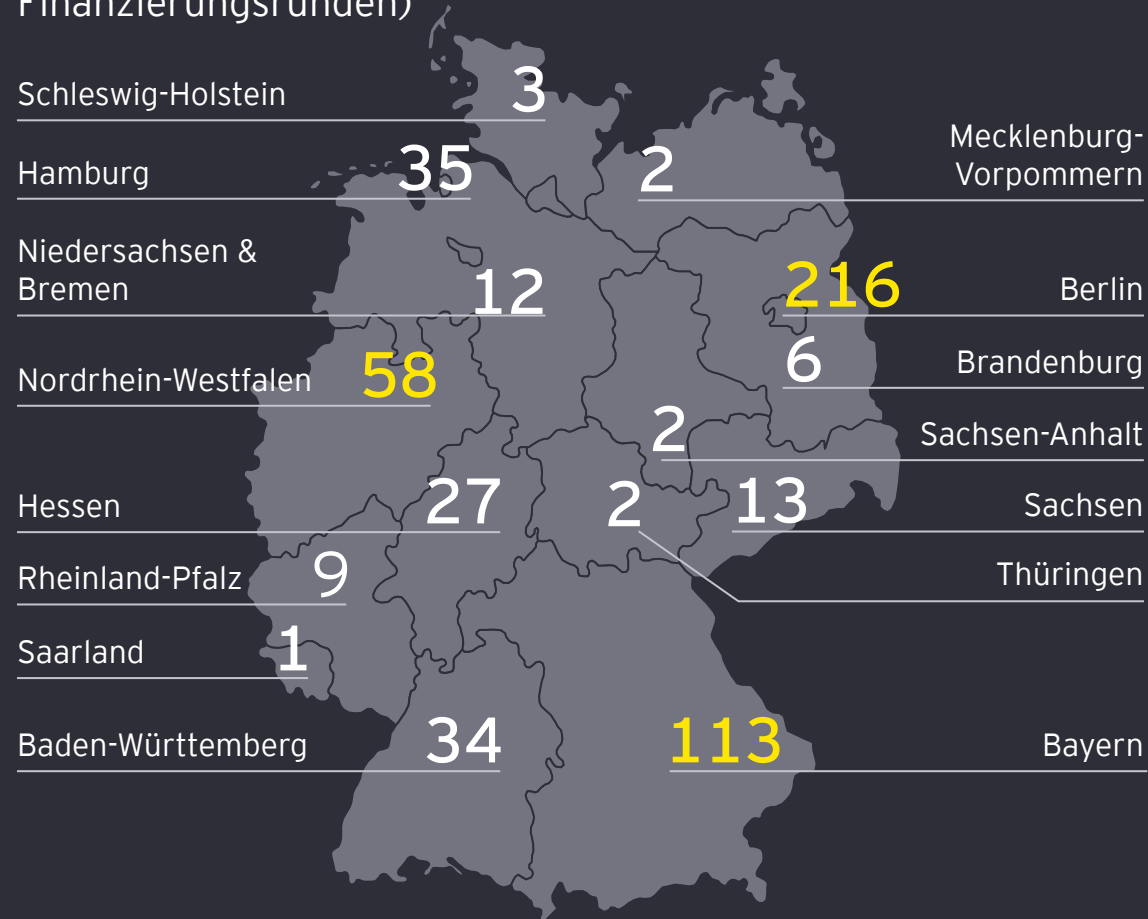 Finanzierungsrunden)
Schleswig-Holstein 3
Hamburg 35
2 Mecklenburg-
Vorpommern
Niedersachsen &
Bremen 12
216 Berlin
Nordrhein-Westfalen 58
6 Brandenburg
2 Sachsen-Anhalt
Hessen 27
13 Sachsen
2 Thüringen
Rheinland-Pfalz 9
Saarland 1
Baden-Württemberg 34
113 Bayern